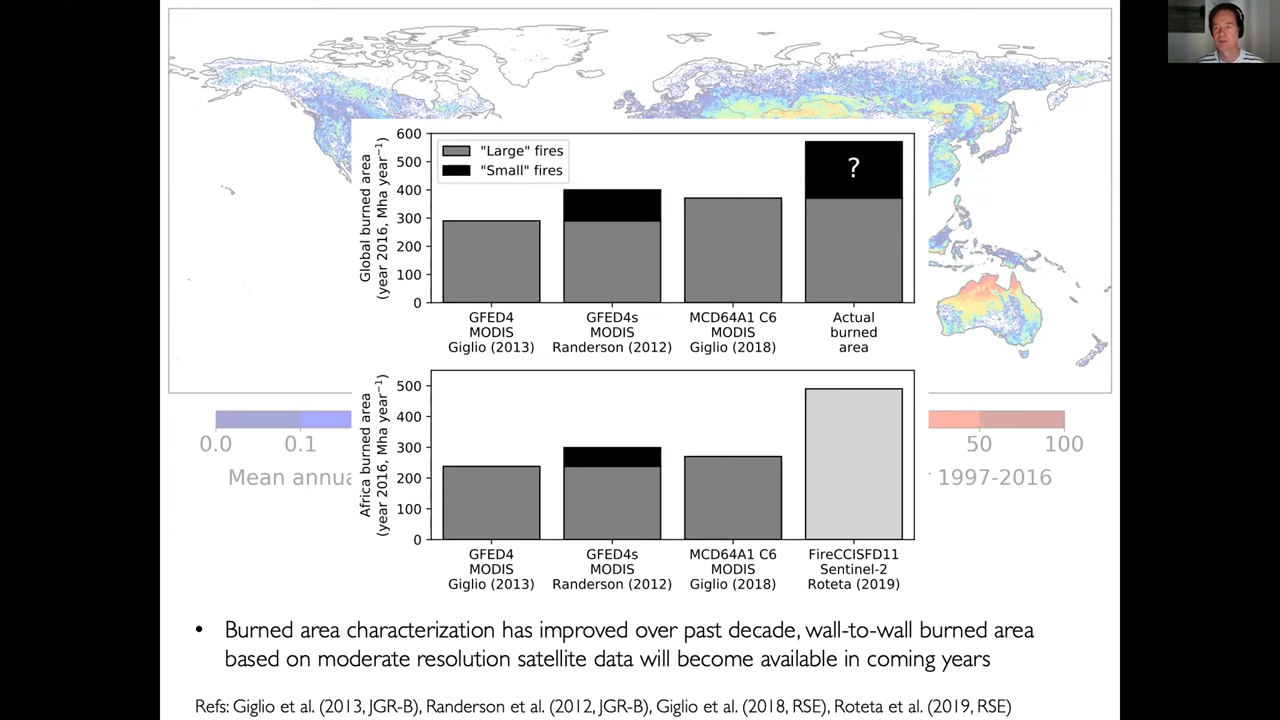 600
500
400
300
200
100
0
Global burned area
(year 2016, Mha year⁻¹)
"Large" fires
"Small" fires
?
GFED4
MODIS
Giglio (2013)
GFED4s
MODIS
Randerson (2012)
MCD64A1 C6
MODIS
Giglio (2018)
Actual
burned
area
500
400
300
200
100
0
Africa burned area
(year 2016, Mha year⁻¹)
GFED4
MODIS
Giglio (2013)
GFED4s
MODIS
Randerson (2012)
MCD64A1 C6
MODIS
Giglio (2018)
FireCCISFD11
Sentinel-2
Roteta (2019)
0.0 0.1 50 100
Mean annua 1997-2016
• Burned area characterization has improved over past decade, wall-to-wall burned area
based on moderate resolution satellite data will become available in coming years
Refs: Giglio et al. (2013, JGR-B), Randerson et al. (2012, JGR-B), Giglio et al. (2018, RSE), Roteta et al. (2019, RSE)